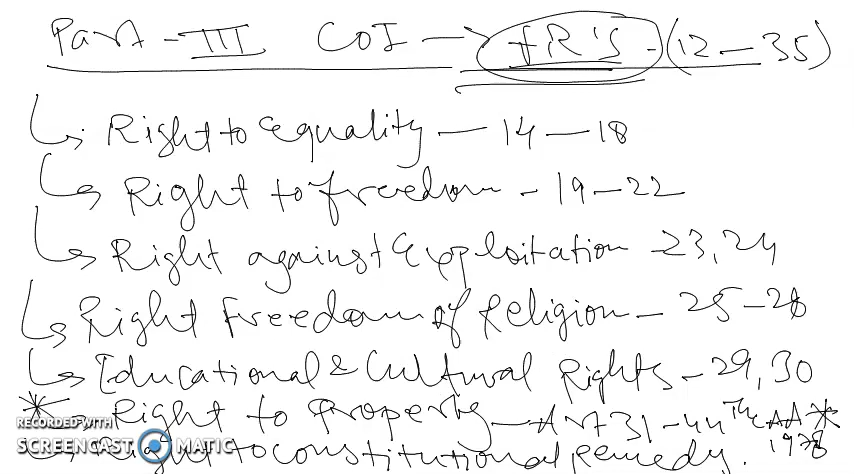 Part - III COI → FR'S - (12 - 35)
Right to equality - 14 - 18
Right to freedom - 19 - 22
Right against Exploitation - 23, 24
Right Freedom of Religion - 25 - 28
Educational & Cultural Rights - 29, 30
* → Right to Property - Art 31 - 44th CAA *
1978
RECORDED WITH
SCREENCAST MATIC
Right to constitutional remedy.